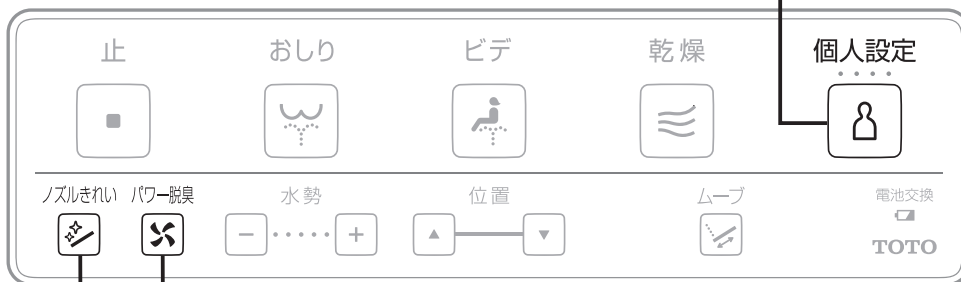 止 おしり ビデ 乾燥 個人設定
ノズルきれい パワー脱臭 水勢 位置 ムーブ 電池交換
TOTO